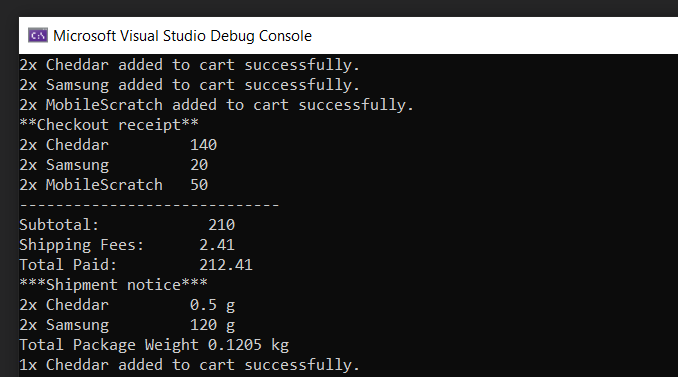 C:\ Microsoft Visual Studio Debug Console
2x Cheddar added to cart successfully.
2x Samsung added to cart successfully.
2x MobileScratch added to cart successfully.
**Checkout receipt**
2x Cheddar         140
2x Samsung         20
2x MobileScratch   50
-----------------------------
Subtotal:            210
Shipping Fees:      2.41
Total Paid:         212.41
***Shipment notice***
2x Cheddar         0.5 g
2x Samsung         120 g
Total Package Weight 0.1205 kg
1x Cheddar added to cart successfully.